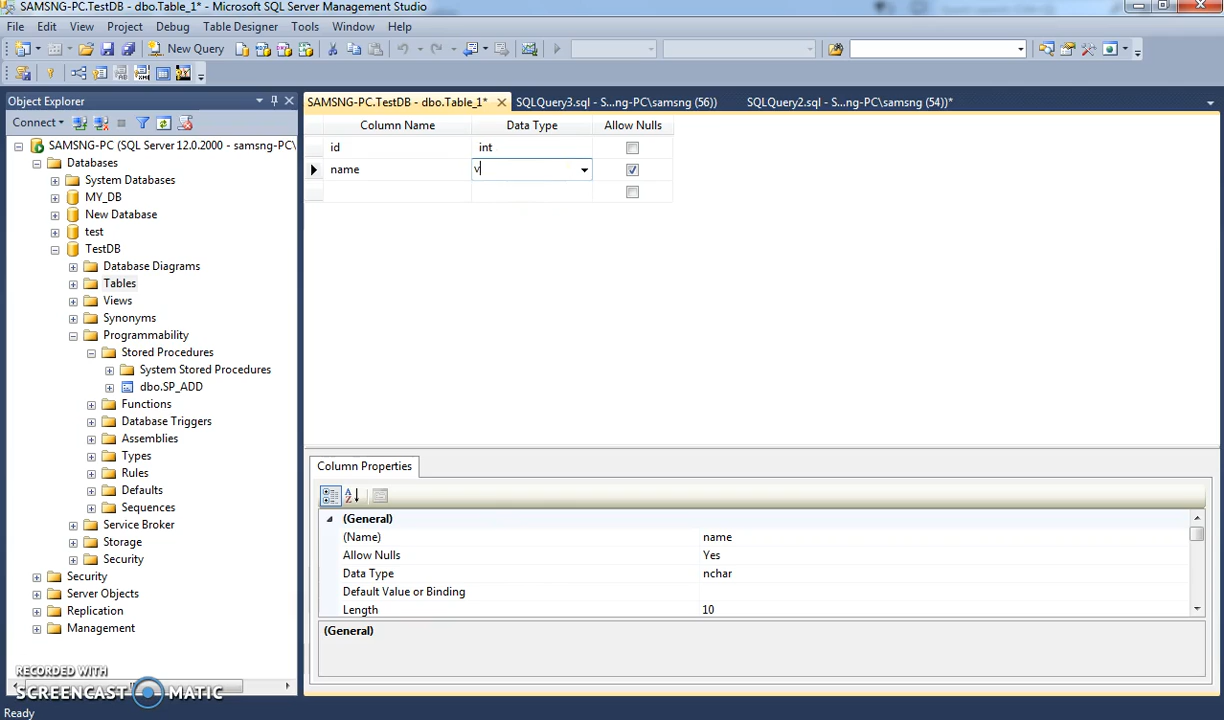 SAMSNG-PC.TestDB - dbo.Table_1* - Microsoft SQL Server Management Studio
File Edit View Project Debug Table Designer Tools Window Help
New Query
Object Explorer
SAMSNG-PC.TestDB - dbo.Table_1* SQLQuery3.sql - S...ng-PC\samsng (56)) SQLQuery2.sql - S...ng-PC\samsng (54))*
Connect
Column Name Data Type Allow Nulls
SAMSNG-PC (SQL Server 12.0.2000 - samsng-PC\
id int
Databases
name v
System Databases
MY_DB
New Database
test
TestDB
Database Diagrams
Tables
Views
Synonyms
Programmability
Stored Procedures
System Stored Procedures
dbo.SP_ADD
Functions
Database Triggers
Assemblies
Types
Rules
Defaults
Sequences
Service Broker
Storage
Security
Security
Server Objects
Replication
Management
Column Properties
(General)
(Name) name
Allow Nulls Yes
Data Type nchar
Default Value or Binding
Length 10
(General)
RECORDED WITH
SCREENCAST MATIC
Ready